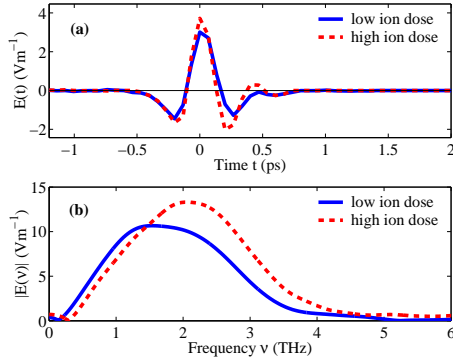 (a)
low ion dose
high ion dose
E(t) (Vm⁻¹)
4
2
0
−2
−1 −0.5 0 0.5 1 1.5 2
Time t (ps)
(b)
low ion dose
high ion dose
|E(ν)| (Vm⁻¹)
15
10
5
0
0 1 2 3 4 5 6
Frequency ν (THz)